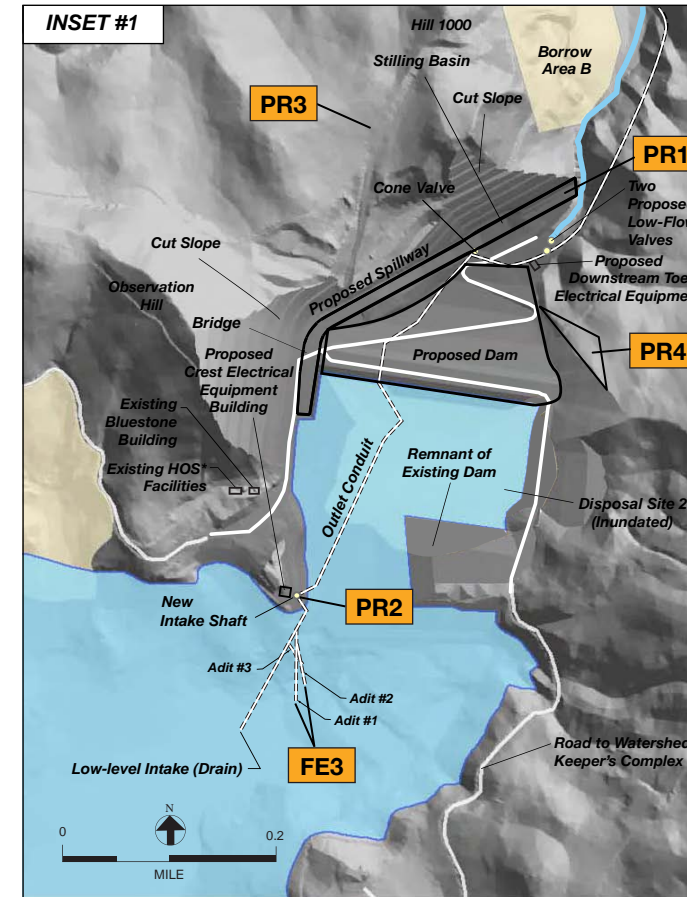 INSET #1
Hill 1000
Stilling Basin
Borrow
Area B
PR3
Cut Slope
PR1
Cone Valve
Two
Proposed
Low-Flow
Valves
Cut Slope
Proposed Spillway
Proposed
Downstream Toe
Electrical Equipme
Observation
Hill
Bridge
Proposed
Crest Electrical
Equipment
Building
Proposed Dam
PR4
Existing
Bluestone
Building
Existing HOS*
Facilities
Outlet Conduit
Remnant of
Existing Dam
Disposal Site 2
(Inundated)
New
Intake Shaft
PR2
Adit #3
Adit #2
Adit #1
Low-level Intake (Drain)
FE3
Road to Watershed
Keeper's Complex
N
0
0.2
MILE